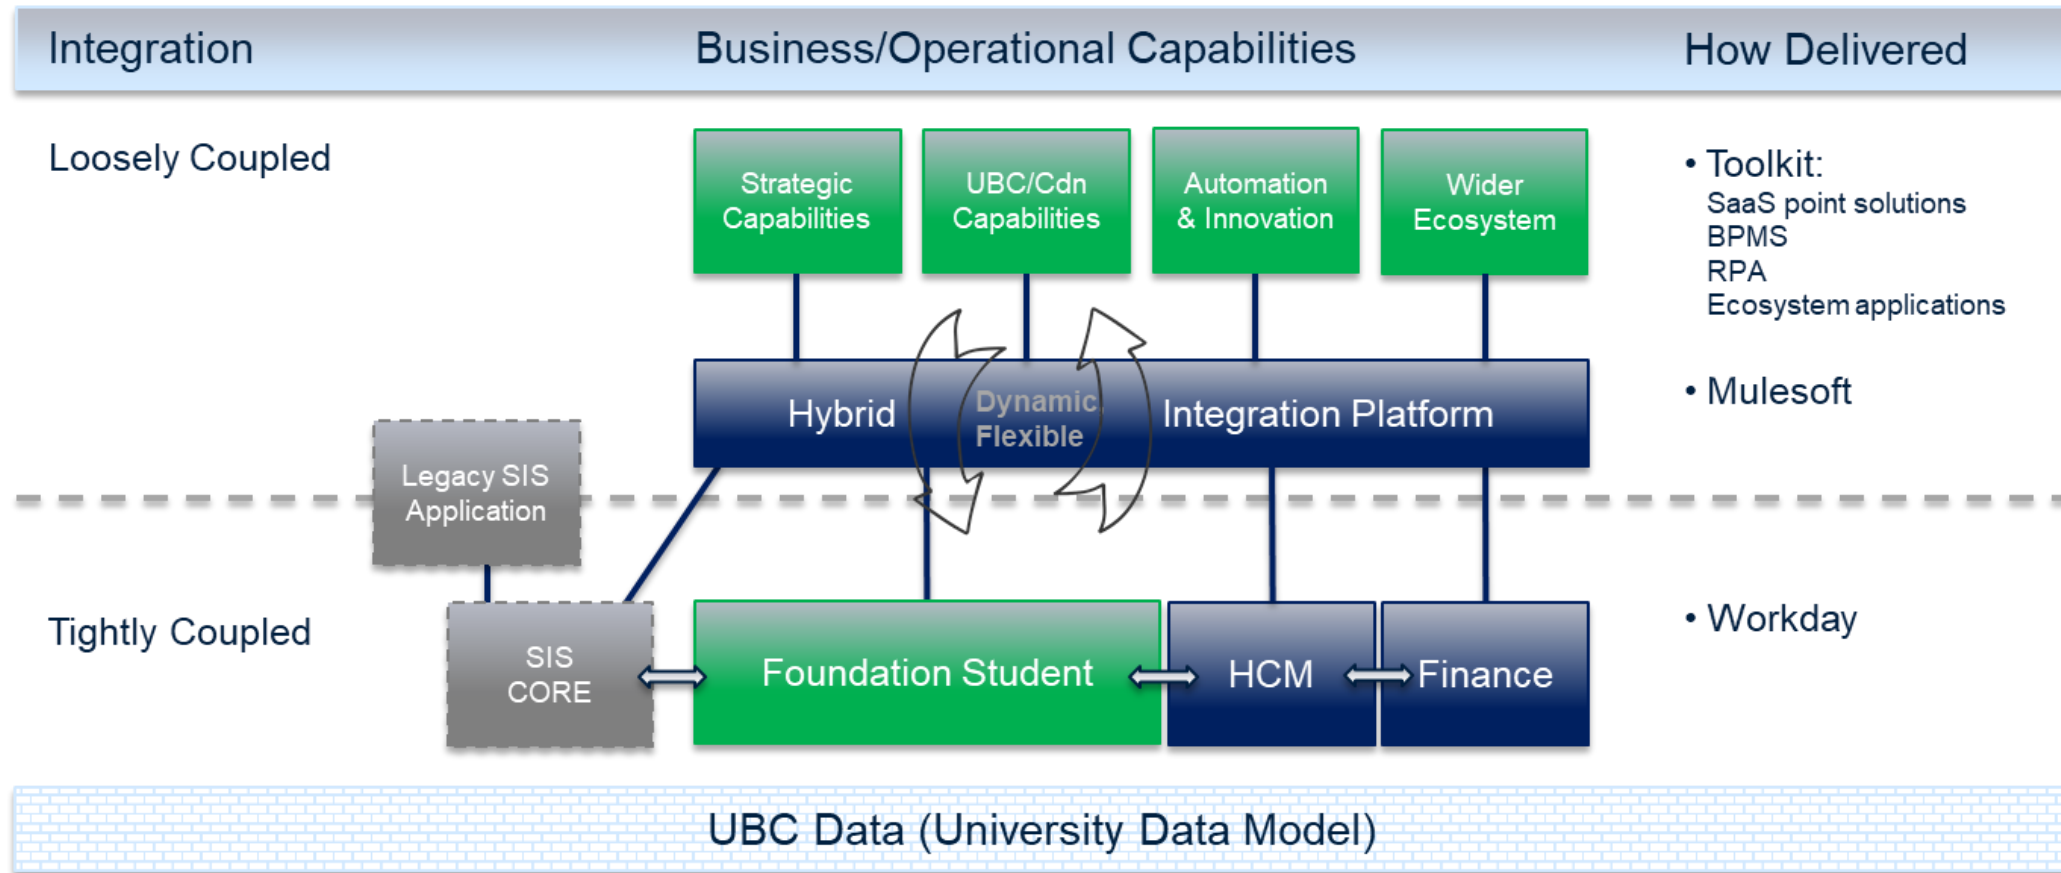 Integration
Business/Operational Capabilities
How Delivered
Loosely Coupled
Strategic
Capabilities
UBC/Cdn
Capabilities
Automation
& Innovation
Wider
Ecosystem
• Toolkit:
SaaS point solutions
BPMS
RPA
Ecosystem applications
Hybrid
Dynamic,
Flexible
Integration Platform
• Mulesoft
Legacy SIS
Application
Tightly Coupled
SIS
CORE
Foundation Student
HCM
Finance
• Workday
UBC Data (University Data Model)